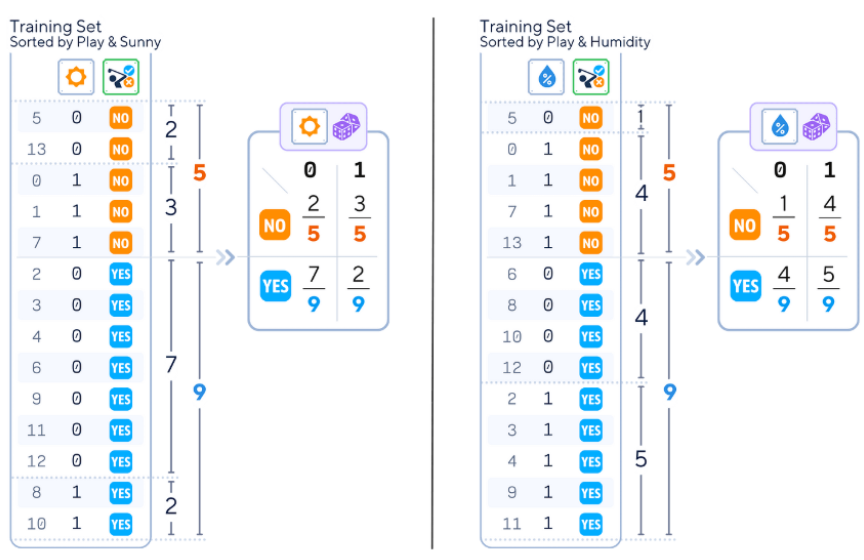 Training Set
Sorted by Play & Sunny
5 0 NO
13 0 NO
0 1 NO
1 1 NO
7 1 NO
2 0 YES
3 0 YES
4 0 YES
6 0 YES
9 0 YES
11 0 YES
12 0 YES
8 1 YES
10 1 YES
2
3
5
7
2
9
0 1
NO 2/5 3/5
YES 7/9 2/9
Training Set
Sorted by Play & Humidity
%
5 0 NO
0 1 NO
1 1 NO
7 1 NO
13 1 NO
6 0 YES
8 0 YES
10 0 YES
12 0 YES
2 1 YES
3 1 YES
4 1 YES
9 1 YES
11 1 YES
1
4
5
4
5
9
%
0 1
NO 1/5 4/5
YES 4/9 5/9